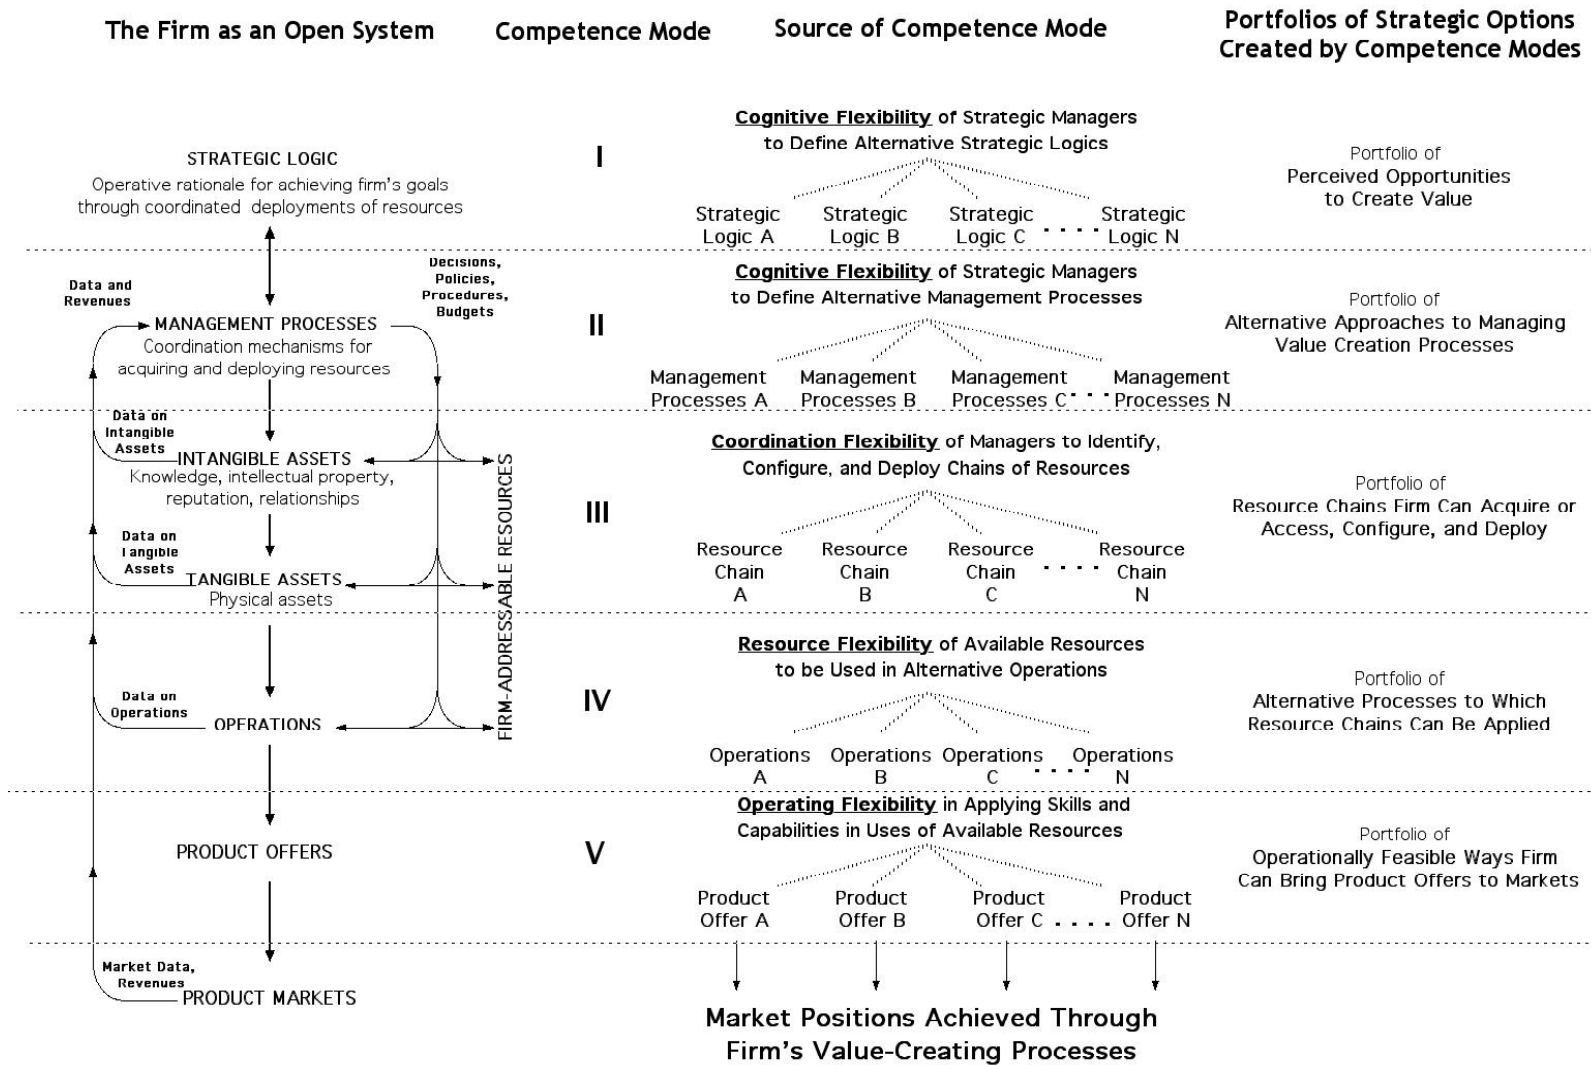 The Firm as an Open System
Competence Mode
Source of Competence Mode
Portfolios of Strategic Options
Created by Competence Modes
STRATEGIC LOGIC
Operative rationale for achieving firm's goals
through coordinated deployments of resources
I
Cognitive Flexibility of Strategic Managers
to Define Alternative Strategic Logics
Strategic
Logic A
Strategic
Logic B
Strategic
Logic C
. . . .
Strategic
Logic N
Portfolio of
Perceived Opportunities
to Create Value
Data and
Revenues
Decisions,
Policies,
Procedures,
Budgets
MANAGEMENT PROCESSES
Coordination mechanisms for
acquiring and deploying resources
II
Cognitive Flexibility of Strategic Managers
to Define Alternative Management Processes
Management
Processes A
Management
Processes B
Management
Processes C
. . . .
Management
Processes N
Portfolio of
Alternative Approaches to Managing
Value Creation Processes
Data on
Intangible
Assets
INTANGIBLE ASSETS
Knowledge, intellectual property,
reputation, relationships
Data on
Tangible
Assets
TANGIBLE ASSETS
Physical assets
FIRM-ADDRESSABLE RESOURCES
III
Coordination Flexibility of Managers to Identify,
Configure, and Deploy Chains of Resources
Resource
Chain
A
Resource
Chain
B
Resource
Chain
C
. . . .
Resource
Chain
N
Portfolio of
Resource Chains Firm Can Acquire or
Access, Configure, and Deploy
Data on
Operations
OPERATIONS
IV
Resource Flexibility of Available Resources
to be Used in Alternative Operations
Operations
A
Operations
B
Operations
C
. . . .
Operations
N
Portfolio of
Alternative Processes to Which
Resource Chains Can Be Applied
PRODUCT OFFERS
V
Operating Flexibility in Applying Skills and
Capabilities in Uses of Available Resources
Product
Offer A
Product
Offer B
Product
Offer C
. . . .
Product
Offer N
Portfolio of
Operationally Feasible Ways Firm
Can Bring Product Offers to Markets
Market Data,
Revenues
PRODUCT MARKETS
Market Positions Achieved Through
Firm's Value-Creating Processes